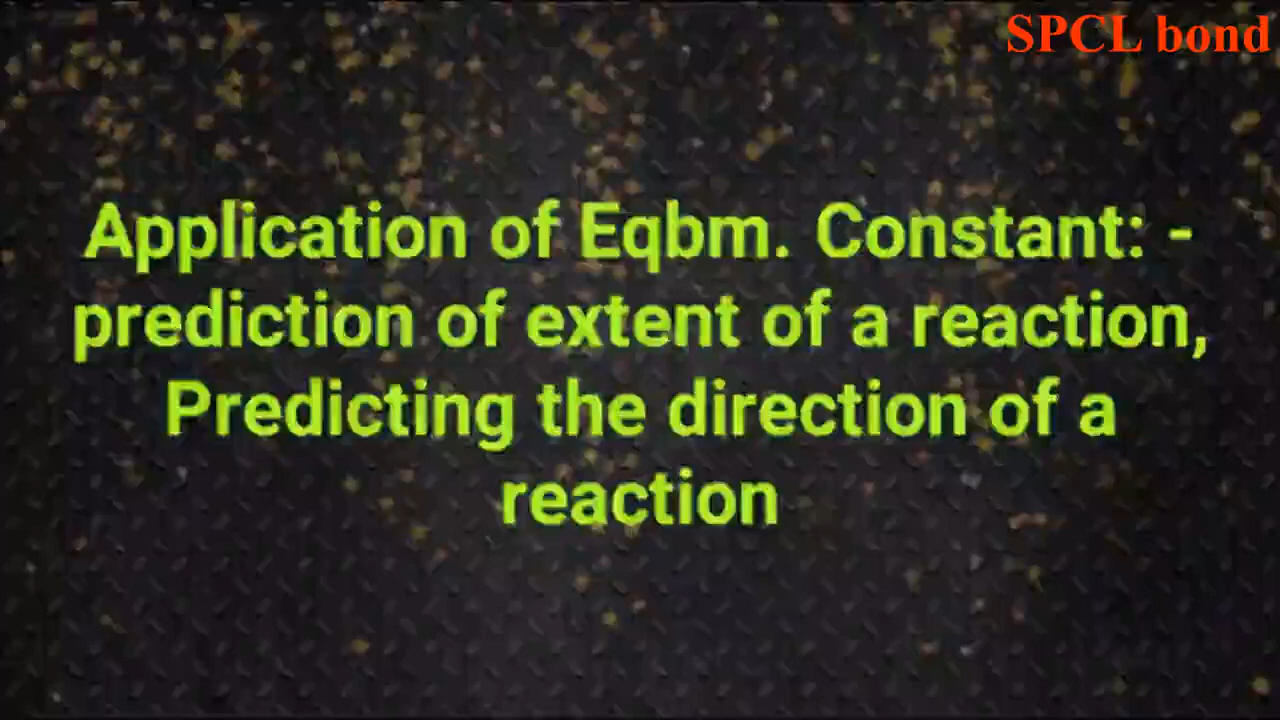 SPCL bond
Application of Eqbm. Constant: -
prediction of extent of a reaction,
Predicting the direction of a
reaction